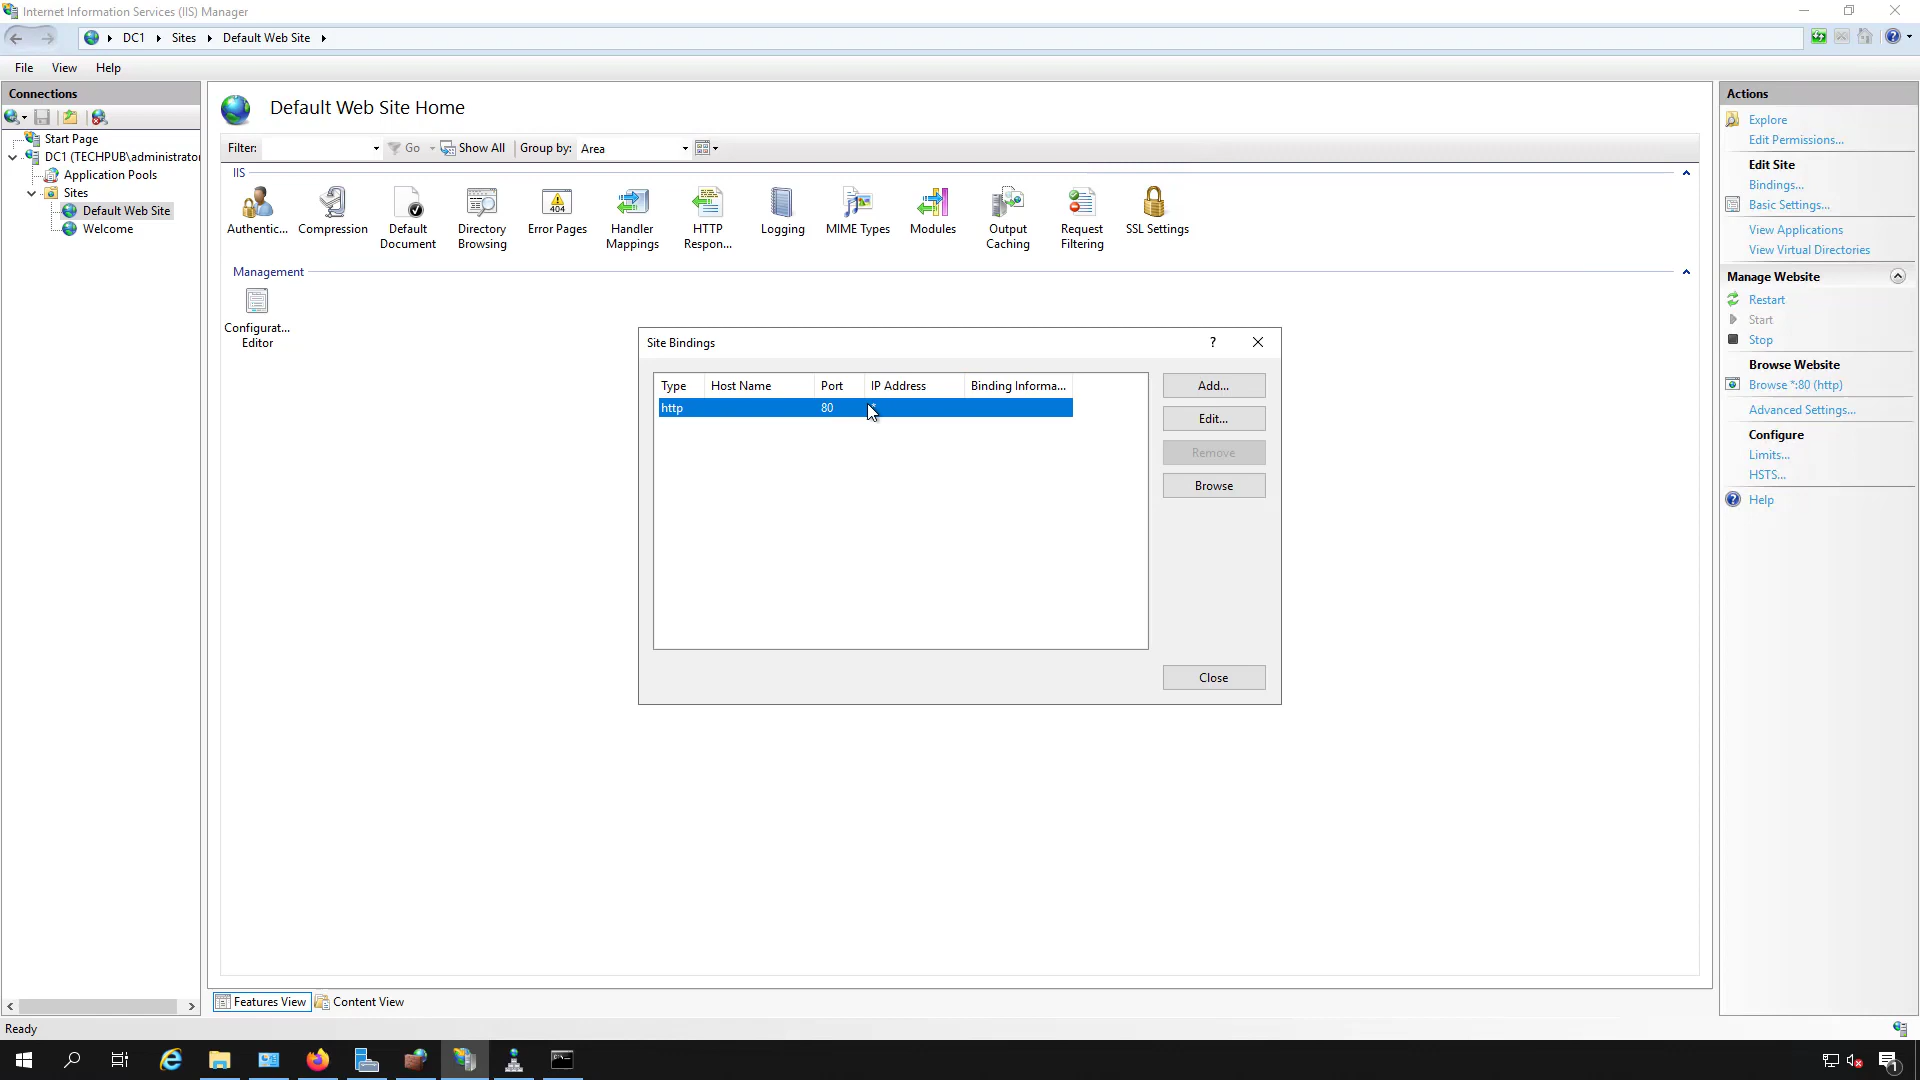 Internet Information Services (IIS) Manager
DC1
Sites
Default Web Site
File
View
Help
Connections
Start Page
DC1 (TECHPUB\administrator
Application Pools
Sites
Default Web Site
Welcome
Default Web Site Home
Filter:
Go
Show All
Group by:
Area
IIS
Authentic...
Compression
Default
Document
Directory
Browsing
Error Pages
404
Handler
Mappings
HTTP
Respon...
Logging
MIME Types
Modules
Output
Caching
Request
Filtering
SSL Settings
Management
Configurat...
Editor
Site Bindings
?
Type
Host Name
Port
IP Address
Binding Informa...
http
80
*
Add...
Edit...
Remove
Browse
Close
Features View
Content View
Actions
Explore
Edit Permissions...
Edit Site
Bindings...
Basic Settings...
View Applications
View Virtual Directories
Manage Website
Restart
Start
Stop
Browse Website
Browse *:80 (http)
Advanced Settings...
Configure
Limits...
HSTS...
Help
Ready
1